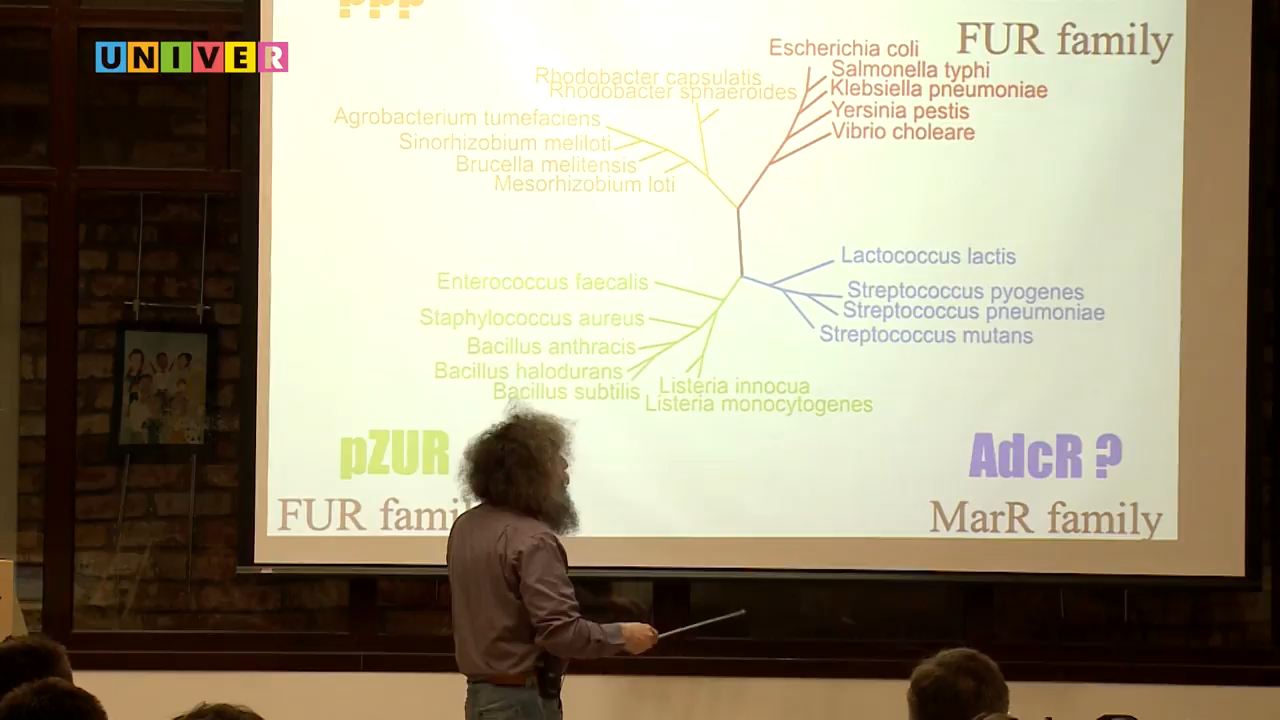 UNIVER
???
FUR family
Escherichia coli
Salmonella typhi
Klebsiella pneumoniae
Yersinia pestis
Vibrio choleare
Rhodobacter capsulatis
Rhodobacter sphaeroides
Agrobacterium tumefaciens
Sinorhizobium meliloti
Brucella melitensis
Mesorhizobium loti
Lactococcus lactis
Streptococcus pyogenes
Streptococcus pneumoniae
Streptococcus mutans
Enterococcus faecalis
Staphylococcus aureus
Bacillus anthracis
Bacillus halodurans
Bacillus subtilis
Listeria innocua
Listeria monocytogenes
pZUR
FUR
AdcR ?
MarR family